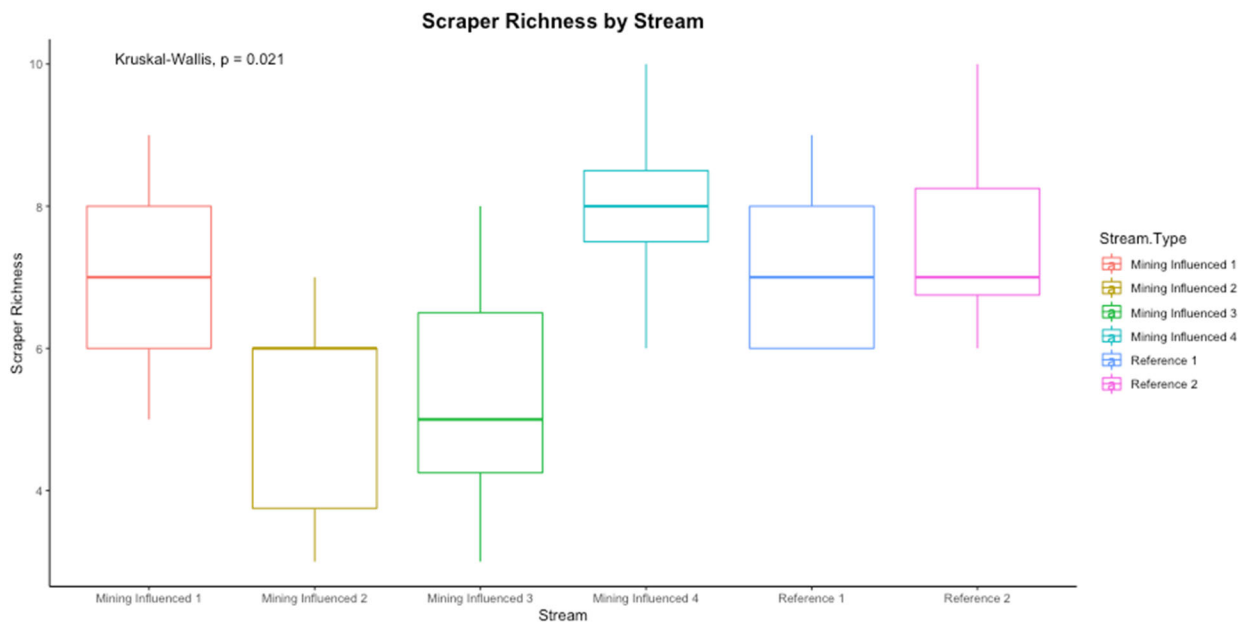 Scraper Richness by Stream
Kruskal-Wallis, p = 0.021
10
8
6
4
Scraper Richness
Mining Influenced 1
Mining Influenced 2
Mining Influenced 3
Mining Influenced 4
Reference 1
Reference 2
Stream
Stream.Type
a Mining Influenced 1
a Mining Influenced 2
a Mining Influenced 3
a Mining Influenced 4
a Reference 1
a Reference 2